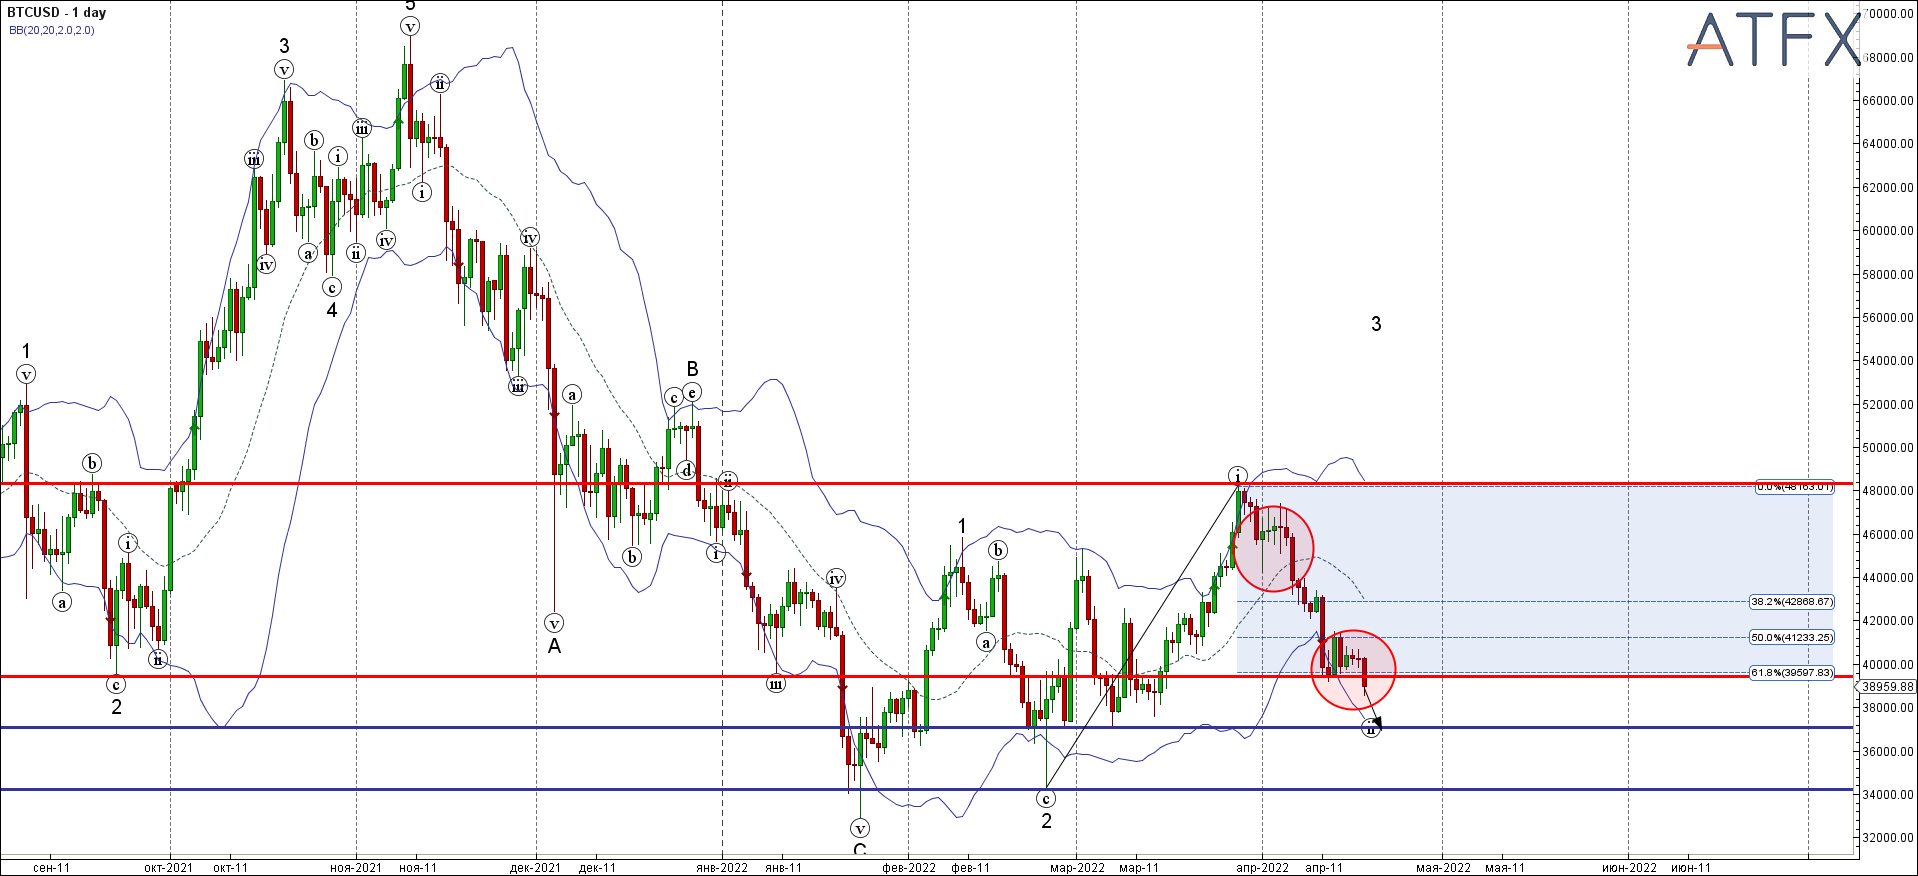 BTCUSD - 1 day
BB(20,20,2.0,2.0)
ATFX
5
v
3
v
ii
iii
b
i
iii
iv
a
ii
iv
i
c
4
iv
1
v
b
i
a
ii
c
2
iii
a
B
c
e
d
ii
b
i
v
A
iv
iii
v
C
1
b
a
c
2
i
3
ii
0.0%(48163.01)
38.2%(42868.67)
50.0%(41233.25)
61.8%(39597.83)
70000.00
68000.00
66000.00
64000.00
62000.00
60000.00
58000.00
56000.00
54000.00
52000.00
50000.00
48000.00
46000.00
44000.00
42000.00
40000.00
38959.88
38000.00
36000.00
34000.00
32000.00
сен-11 окт-2021 окт-11 ноя-2021 ноя-11 дек-2021 дек-11 янв-2022 янв-11 фев-2022 фев-11 мар-2022 мар-11 апр-2022 апр-11 мая-2022 мая-11 июн-2022 июн-11